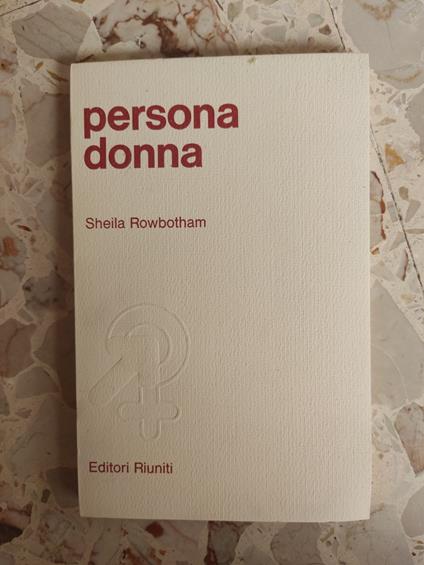 persona
donna
Sheila Rowbotham
Editori Riuniti